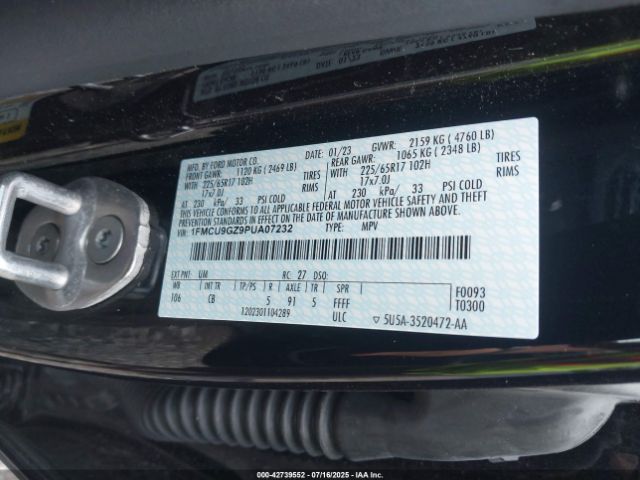 MFD. BY FORD MOTOR CO. DATE: 01/23 GVWR: 2159 KG ( 4760 LB)
FRONT GAWR: 1120 KG ( 2469 LB) REAR GAWR: 1065 KG ( 2348 LB)
WITH 225/65R17 102H TIRES WITH 225/65R17 102H TIRES
17x7.0J RIMS 17x7.0J RIMS
AT 230 kPa/ 33 PSI COLD AT 230 kPa/ 33 PSI COLD
THIS VEHICLE CONFORMS TO ALL APPLICABLE FEDERAL MOTOR VEHICLE SAFETY, BUMPER, AND THEFT
PREVENTION STANDARDS IN EFFECT ON THE DATE OF MANUFACTURE SHOWN ABOVE.
VIN: 1FMCU9GZ9PUA07232 TYPE: MPV
EXT PNT: UM RC: 27 DSO:
WB INT TR TP/PS R AXLE TR SPR
106 CB 5 91 5 FFFF F0093
1202301104289 ULC T0300
5U5A-3520472-AA
000-42739552 | 07/16/2025 | IAA Inc.